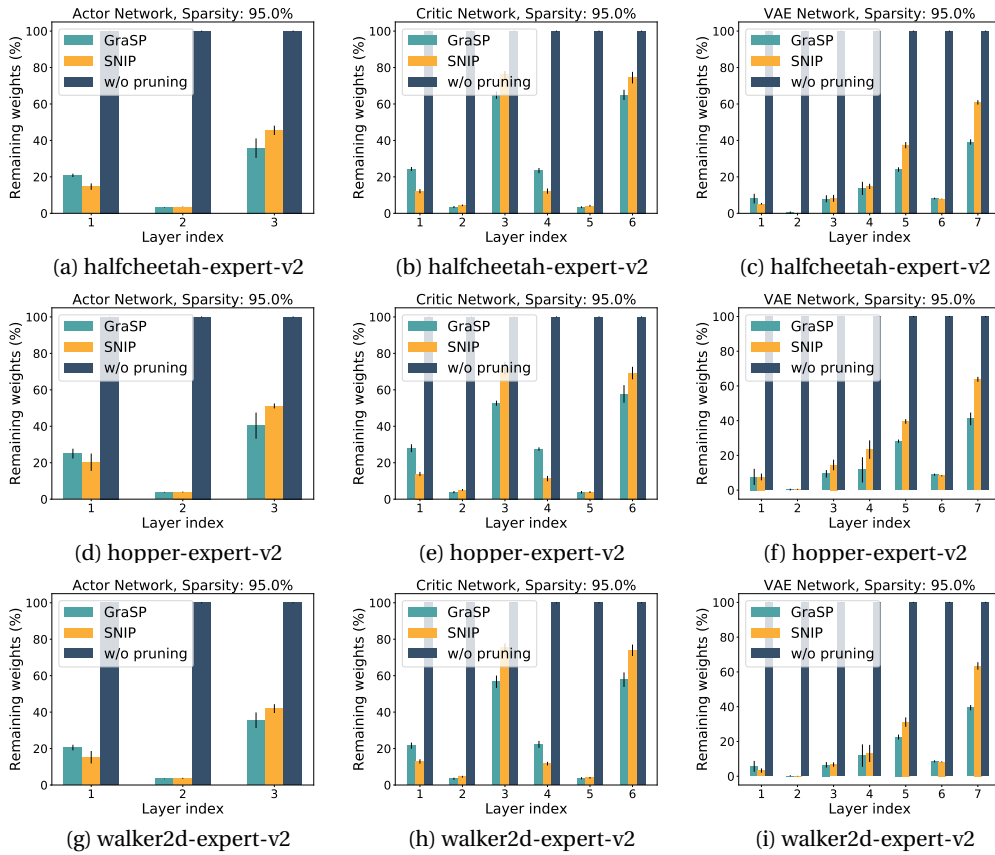 Actor Network, Sparsity: 95.0%
Remaining weights (%)
100
80
60
40
20
0
GraSP
SNIP
w/o pruning
1 2 3
Layer index
(a) halfcheetah-expert-v2
Critic Network, Sparsity: 95.0%
Remaining weights (%)
100
80
60
40
20
0
GraSP
SNIP
w/o pruning
1 2 3 4 5 6
Layer index
(b) halfcheetah-expert-v2
VAE Network, Sparsity: 95.0%
Remaining weights (%)
100
80
60
40
20
0
GraSP
SNIP
w/o pruning
1 2 3 4 5 6 7
Layer index
(c) halfcheetah-expert-v2
Actor Network, Sparsity: 95.0%
Remaining weights (%)
100
80
60
40
20
0
GraSP
SNIP
w/o pruning
1 2 3
Layer index
(d) hopper-expert-v2
Critic Network, Sparsity: 95.0%
Remaining weights (%)
100
80
60
40
20
0
GraSP
SNIP
w/o pruning
1 2 3 4 5 6
Layer index
(e) hopper-expert-v2
VAE Network, Sparsity: 95.0%
Remaining weights (%)
100
80
60
40
20
0
GraSP
SNIP
w/o pruning
1 2 3 4 5 6 7
Layer index
(f) hopper-expert-v2
Actor Network, Sparsity: 95.0%
Remaining weights (%)
100
80
60
40
20
0
GraSP
SNIP
w/o pruning
1 2 3
Layer index
(g) walker2d-expert-v2
Critic Network, Sparsity: 95.0%
Remaining weights (%)
100
80
60
40
20
0
GraSP
SNIP
w/o pruning
1 2 3 4 5 6
Layer index
(h) walker2d-expert-v2
VAE Network, Sparsity: 95.0%
Remaining weights (%)
100
80
60
40
20
0
GraSP
SNIP
w/o pruning
1 2 3 4 5 6 7
Layer index
(i) walker2d-expert-v2